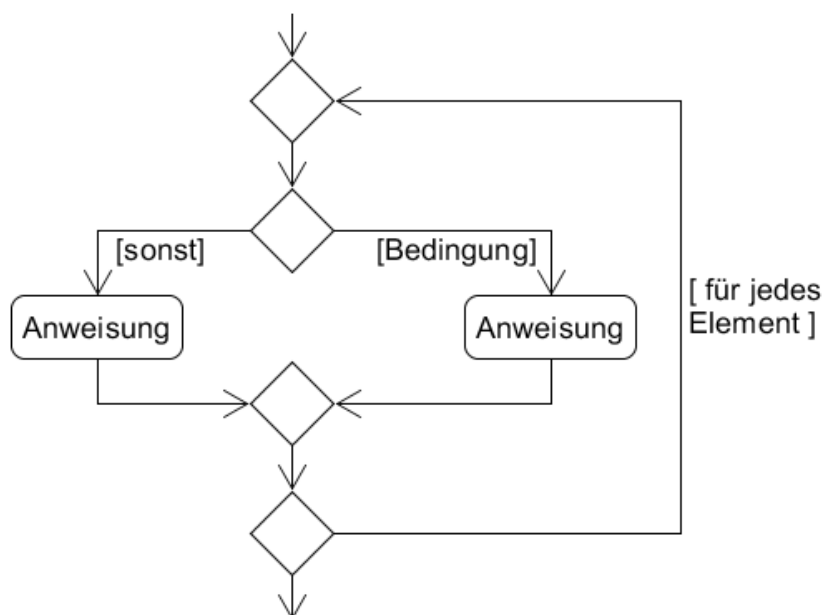 [sonst]
[Bedingung]
Anweisung
Anweisung
[ für jedes
Element ]